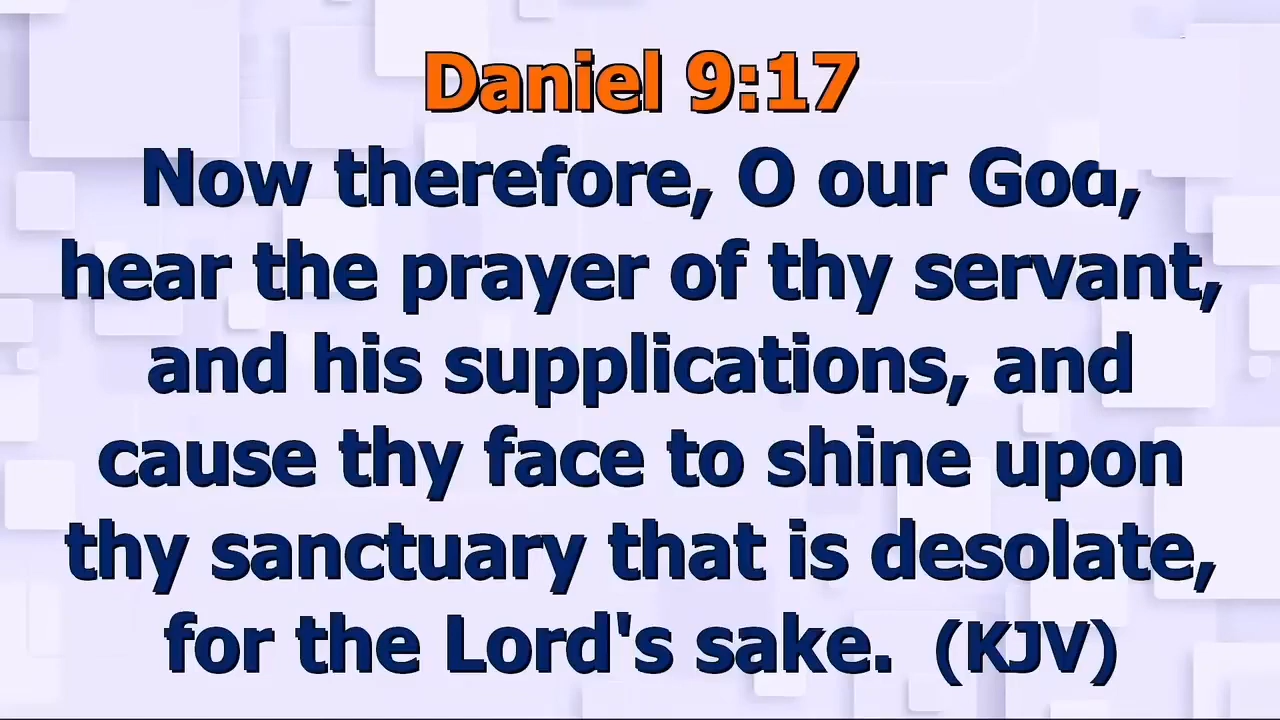 Daniel 9:17
Now therefore, O our God,
hear the prayer of thy servant,
and his supplications, and
cause thy face to shine upon
thy sanctuary that is desolate,
for the Lord's sake. (KJV)